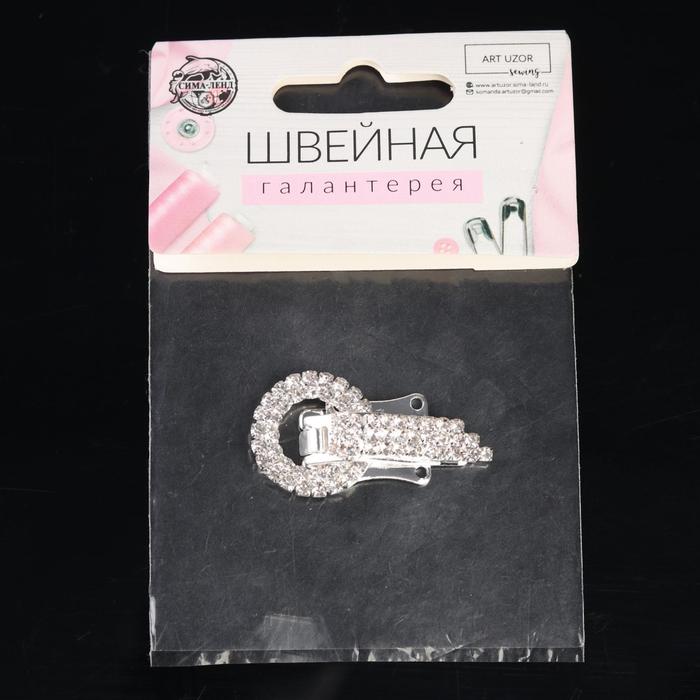 СИМА-ЛЕНД
ART UZOR
sewing
www.artuzor.sima-land.ru
komanda.artuzor@gmail.com
ШВЕЙНАЯ
галантерея